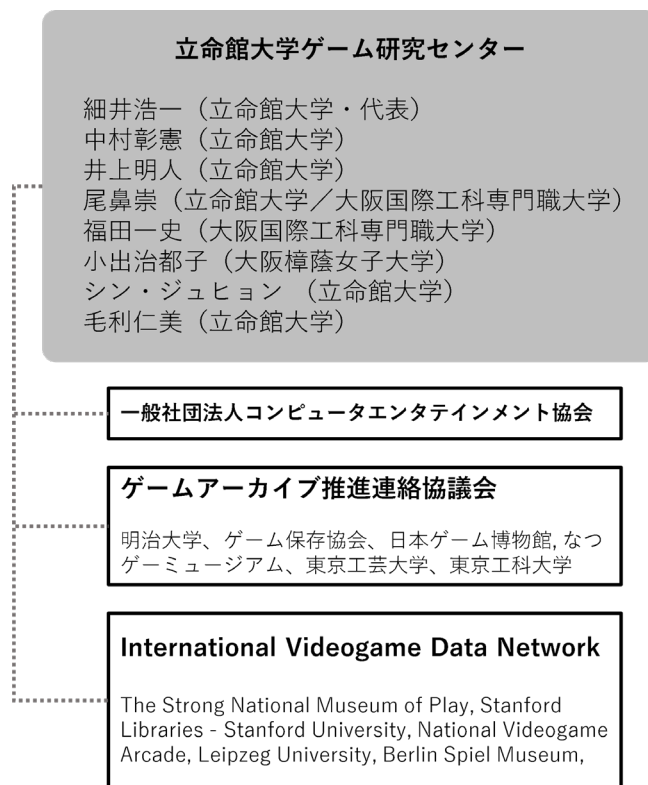 立命館大学ゲーム研究センター
細井浩一（立命館大学・代表）
中村彰憲（立命館大学）
井上明人（立命館大学）
尾鼻崇（立命館大学／大阪国際工科専門職大学）
福田一史（大阪国際工科専門職大学）
小出治都子（大阪樟蔭女子大学）
シン・ジュヒョン （立命館大学）
毛利仁美（立命館大学）
一般社団法人コンピュータエンタテインメント協会
ゲームアーカイブ推進連絡協議会
明治大学、ゲーム保存協会、日本ゲーム博物館, なつ
ゲーミュージアム、東京工芸大学、東京工科大学
International Videogame Data Network
The Strong National Museum of Play, Stanford
Libraries - Stanford University, National Videogame
Arcade, Leipzeg University, Berlin Spiel Museum,